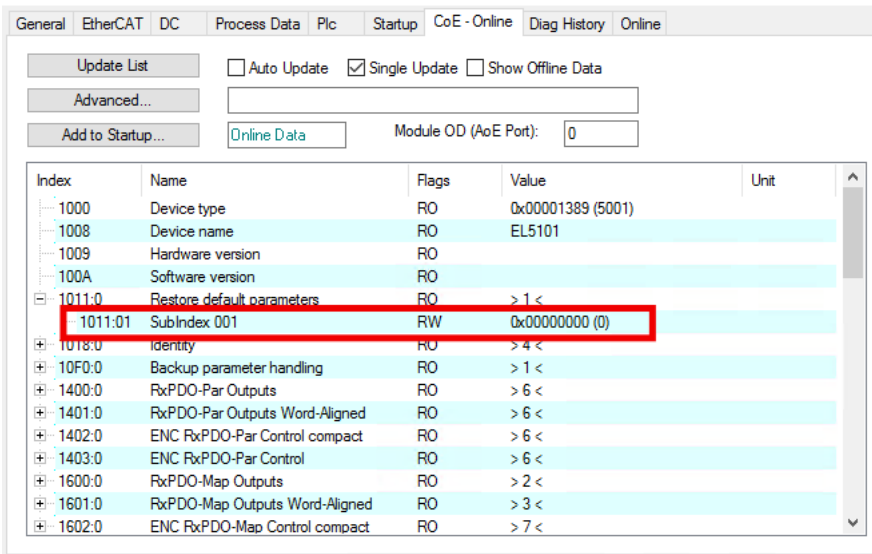 General EtherCAT DC Process Data Plc Startup CoE - Online Diag History Online
Update List Auto Update Single Update Show Offline Data
Advanced...
Add to Startup... Online Data Module OD (AoE Port): 0
Index Name Flags Value Unit
1000 Device type RO 0x00001389 (5001)
1008 Device name RO EL5101
1009 Hardware version RO
100A Software version RO
1011:0 Restore default parameters RO > 1 <
1011:01 SubIndex 001 RW 0x00000000 (0)
1018:0 Identity RO > 4 <
10F0:0 Backup parameter handling RO > 1 <
1400:0 RxPDO-Par Outputs RO > 6 <
1401:0 RxPDO-Par Outputs Word-Aligned RO > 6 <
1402:0 ENC RxPDO-Par Control compact RO > 6 <
1403:0 ENC RxPDO-Par Control RO > 6 <
1600:0 RxPDO-Map Outputs RO > 2 <
1601:0 RxPDO-Map Outputs Word-Aligned RO > 3 <
1602:0 ENC RxPDO-Map Control compact RO > 7 <